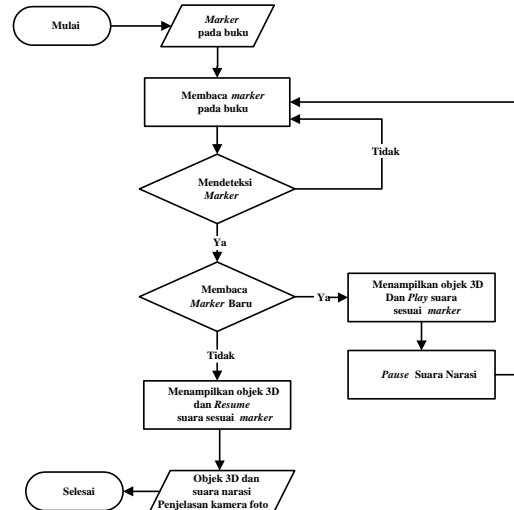 Mulai
Marker
pada buku
Membaca marker
pada buku
Tidak
Mendeteksi
Marker
Ya
Membaca
Marker Baru
Ya
Menampilkan objek 3D
Dan Play suara
sesuai marker
Tidak
Pause Suara Narasi
Menampilkan objek 3D
dan Resume
suara sesuai marker
Objek 3D dan
suara narasi
Penjelasan kamera foto
Selesai